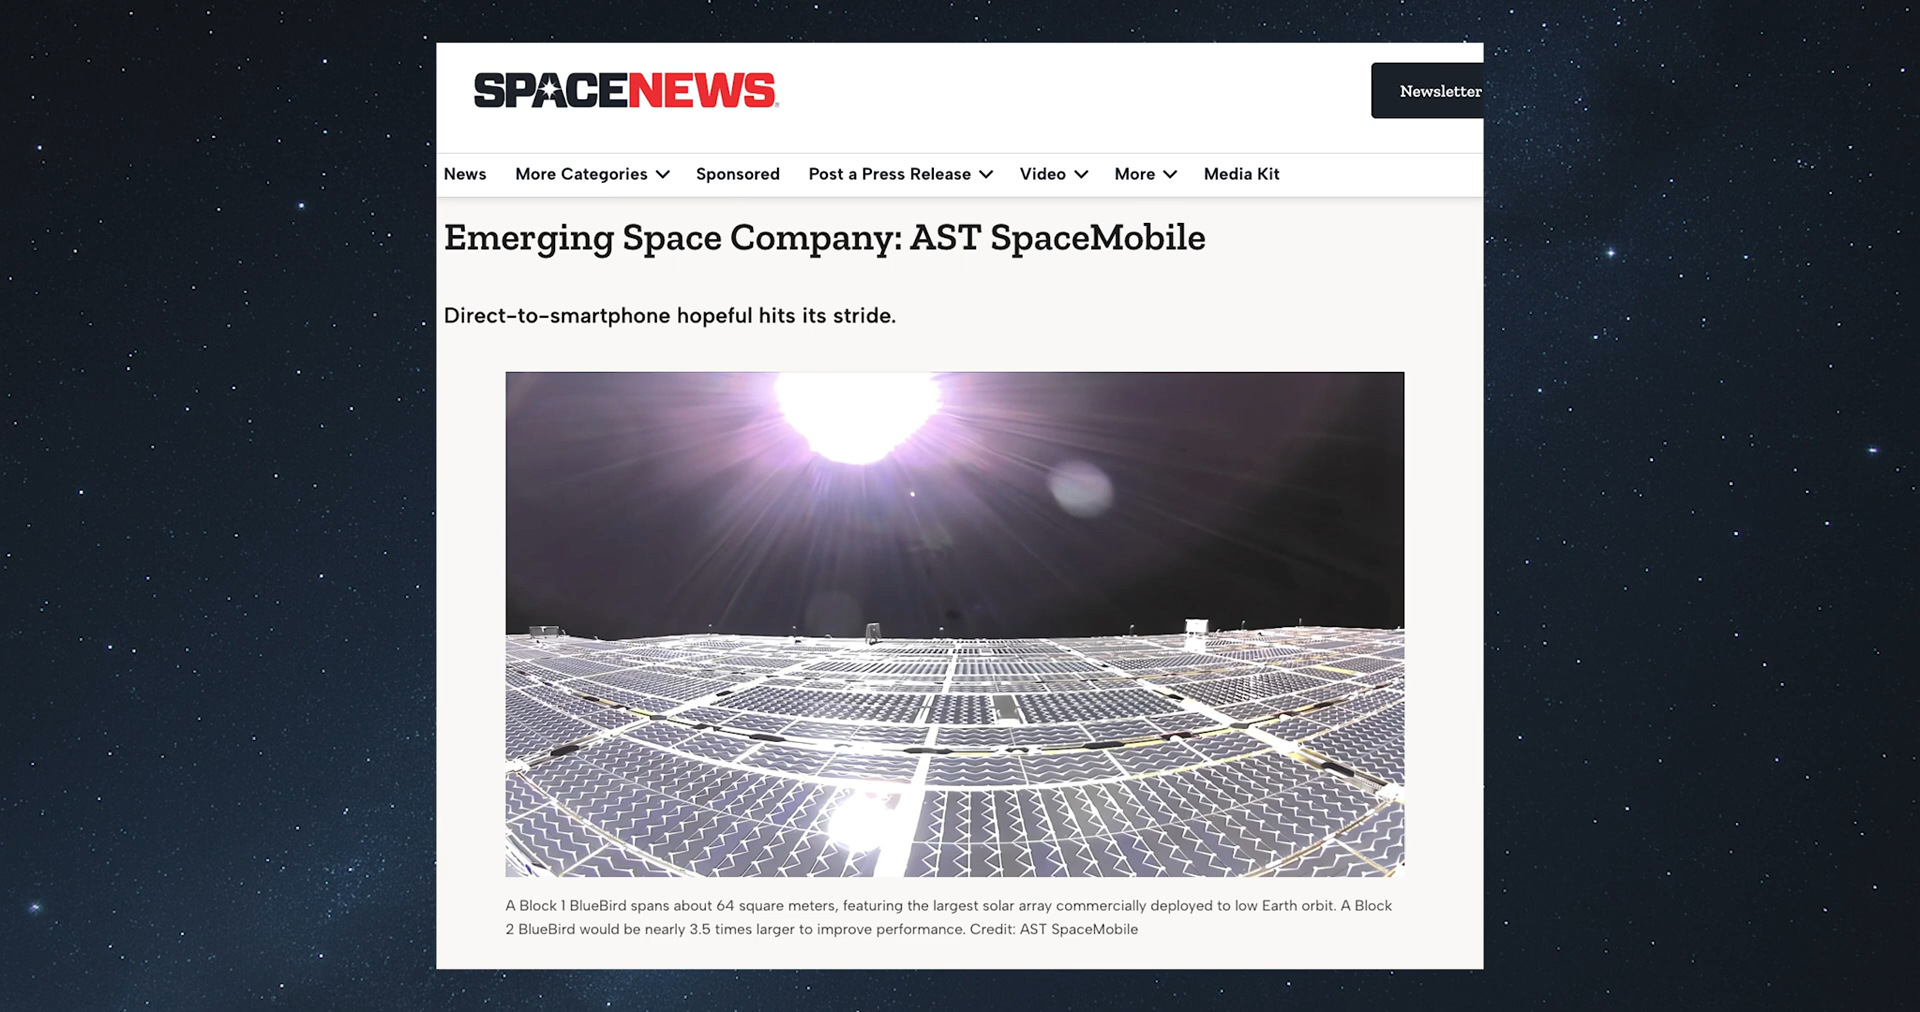 SPACENEWS
Newsletter
News More Categories Sponsored Post a Press Release Video More Media Kit
Emerging Space Company: AST SpaceMobile
Direct-to-smartphone hopeful hits its stride.
A Block 1 BlueBird spans about 64 square meters, featuring the largest solar array commercially deployed to low Earth orbit. A Block
2 BlueBird would be nearly 3.5 times larger to improve performance. Credit: AST SpaceMobile